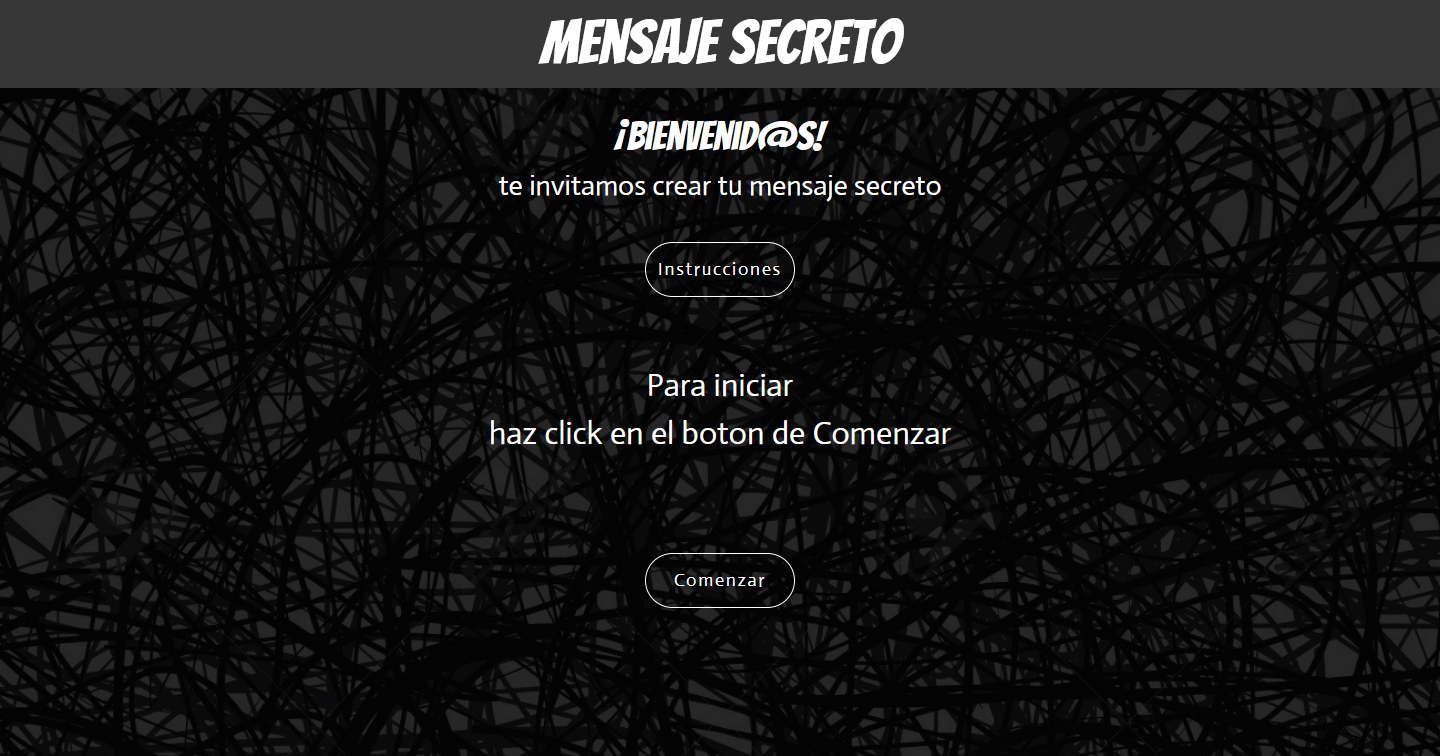 MENSAJE SECRETO
¡BIENVENID@S!
te invitamos crear tu mensaje secreto
Instrucciones
Para iniciar
haz click en el boton de Comenzar
Comenzar